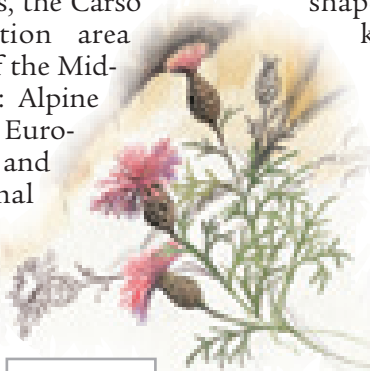 s, the Carso
tion area
f the Mid-
: Alpine
Euro-
and
nal
shap
k